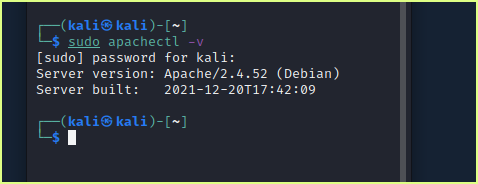 ┌──(kali㉿kali)-[~]
└─$ sudo apachectl -v
[sudo] password for kali:
Server version: Apache/2.4.52 (Debian)
Server built:   2021-12-20T17:42:09
┌──(kali㉿kali)-[~]
└─$